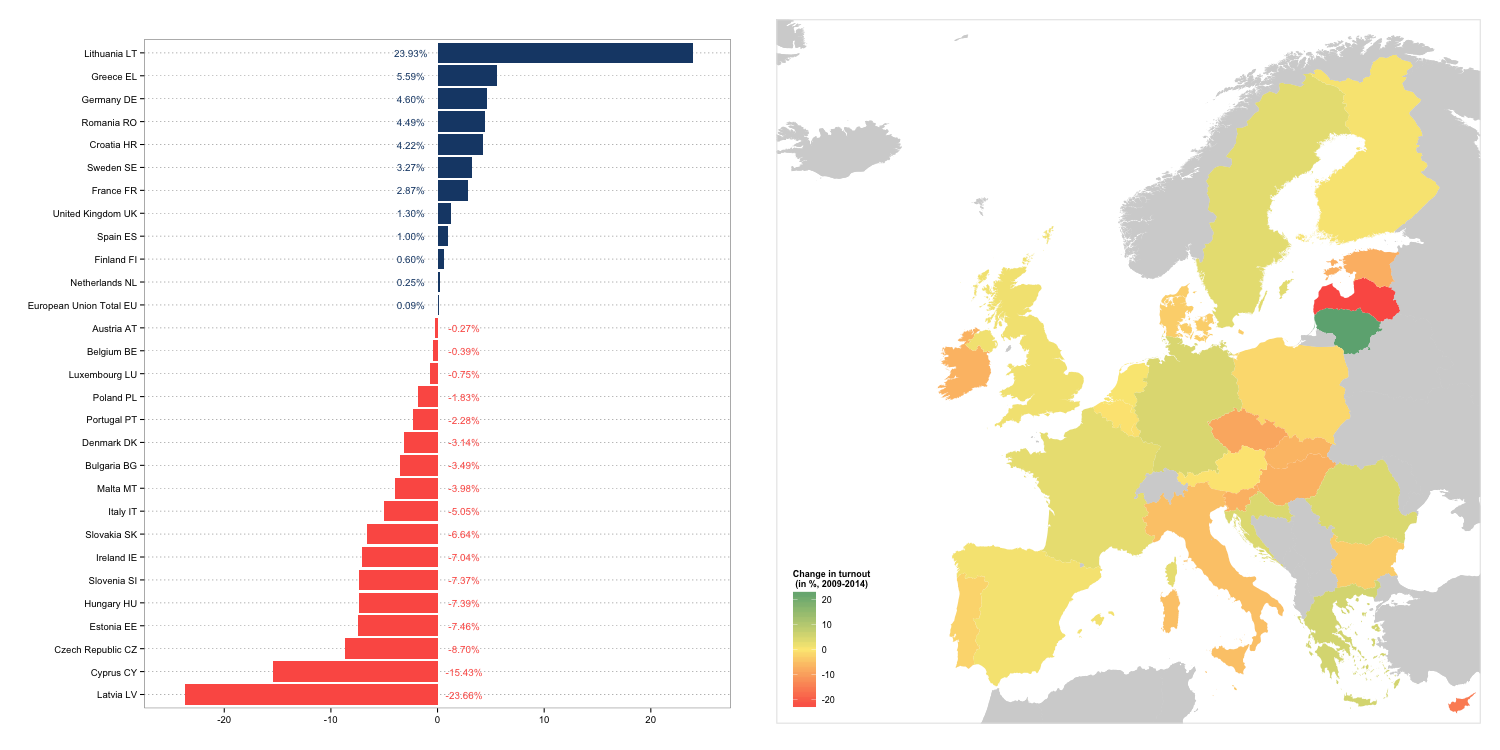 Lithuania LT 23.93%
Greece EL 5.59%
Germany DE 4.60%
Romania RO 4.49%
Croatia HR 4.22%
Sweden SE 3.27%
France FR 2.87%
United Kingdom UK 1.30%
Spain ES 1.00%
Finland FI 0.60%
Netherlands NL 0.25%
European Union Total EU 0.09%
Austria AT -0.27%
Belgium BE -0.39%
Luxembourg LU -0.75%
Poland PL -1.83%
Portugal PT -2.28%
Denmark DK -3.14%
Bulgaria BG -3.49%
Malta MT -3.98%
Italy IT -5.05%
Slovakia SK -6.64%
Ireland IE -7.04%
Slovenia SI -7.37%
Hungary HU -7.39%
Estonia EE -7.46%
Czech Republic CZ -8.70%
Cyprus CY -15.43%
Latvia LV -23.66%
-20 -10 0 10 20
Change in turnout
(in %, 2009-2014)
20
10
0
-10
-20